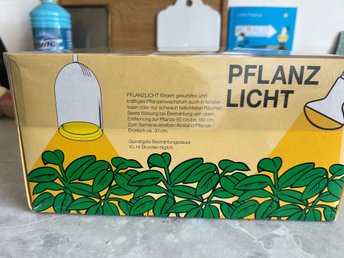 PFLANZ
LICHT
PFLANZLICHT fördert gesundes und
kräftiges Pflanzenwachstum auch in fenster-
losen oder nur schwach belichteten Räumen.
Beste Wirkung bei Bestrahlung von oben.
Entfernung zur Pflanze 50 cm bis 180 cm.
Zum Samenaustreiben Abstand Pflanze –
Erdreich ca. 30 cm.
Günstigste Bestrahlungsdauer
10-14 Stunden täglich.